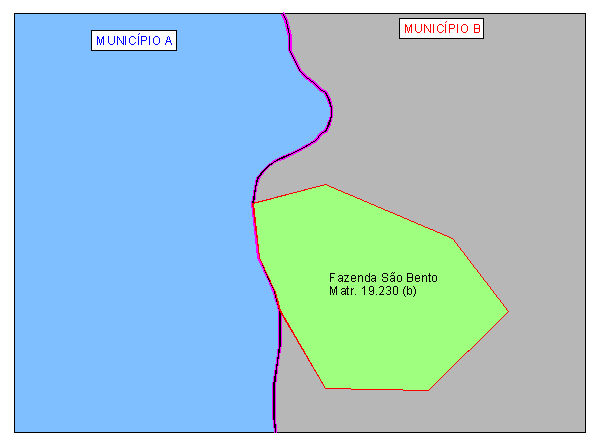 MUNICÍPIO A
MUNICÍPIO B
Fazenda São Bento
Matr. 19.230 (b)